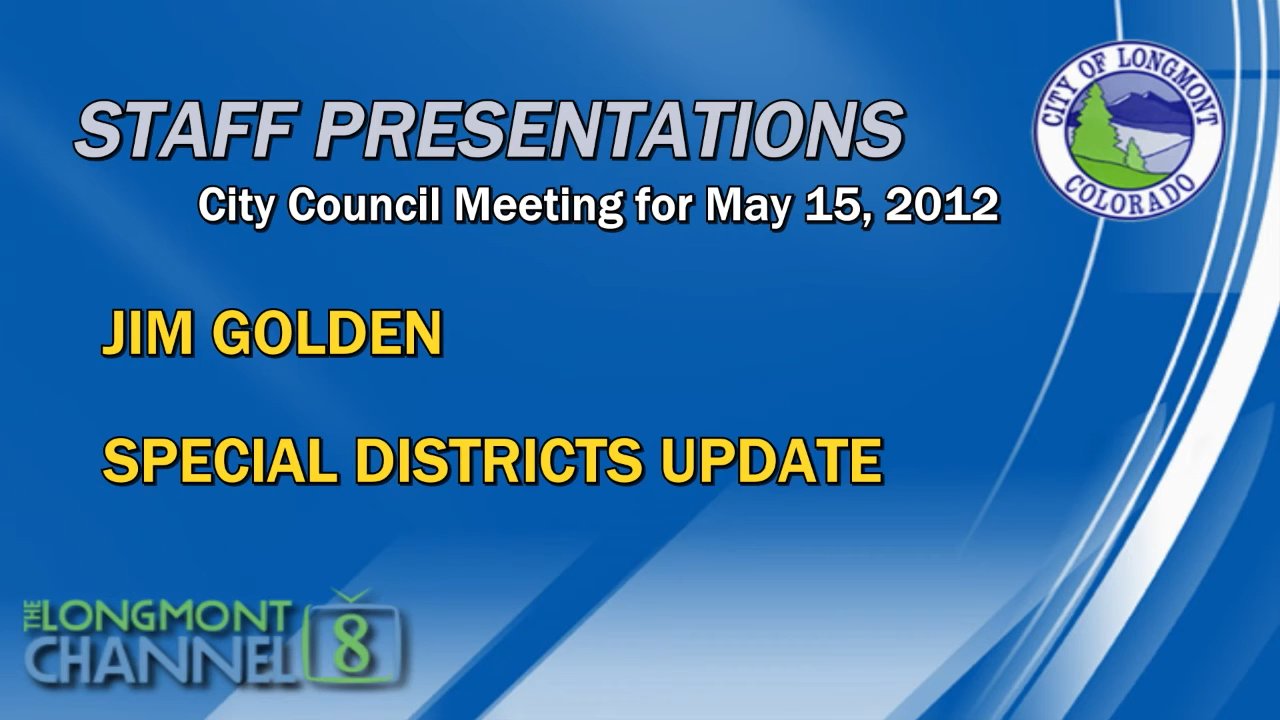 STAFF PRESENTATIONS
City Council Meeting for May 15, 2012
CITY OF LONGMONT
COLORADO
JIM GOLDEN
SPECIAL DISTRICTS UPDATE
THE LONGMONT
CHANNEL 8